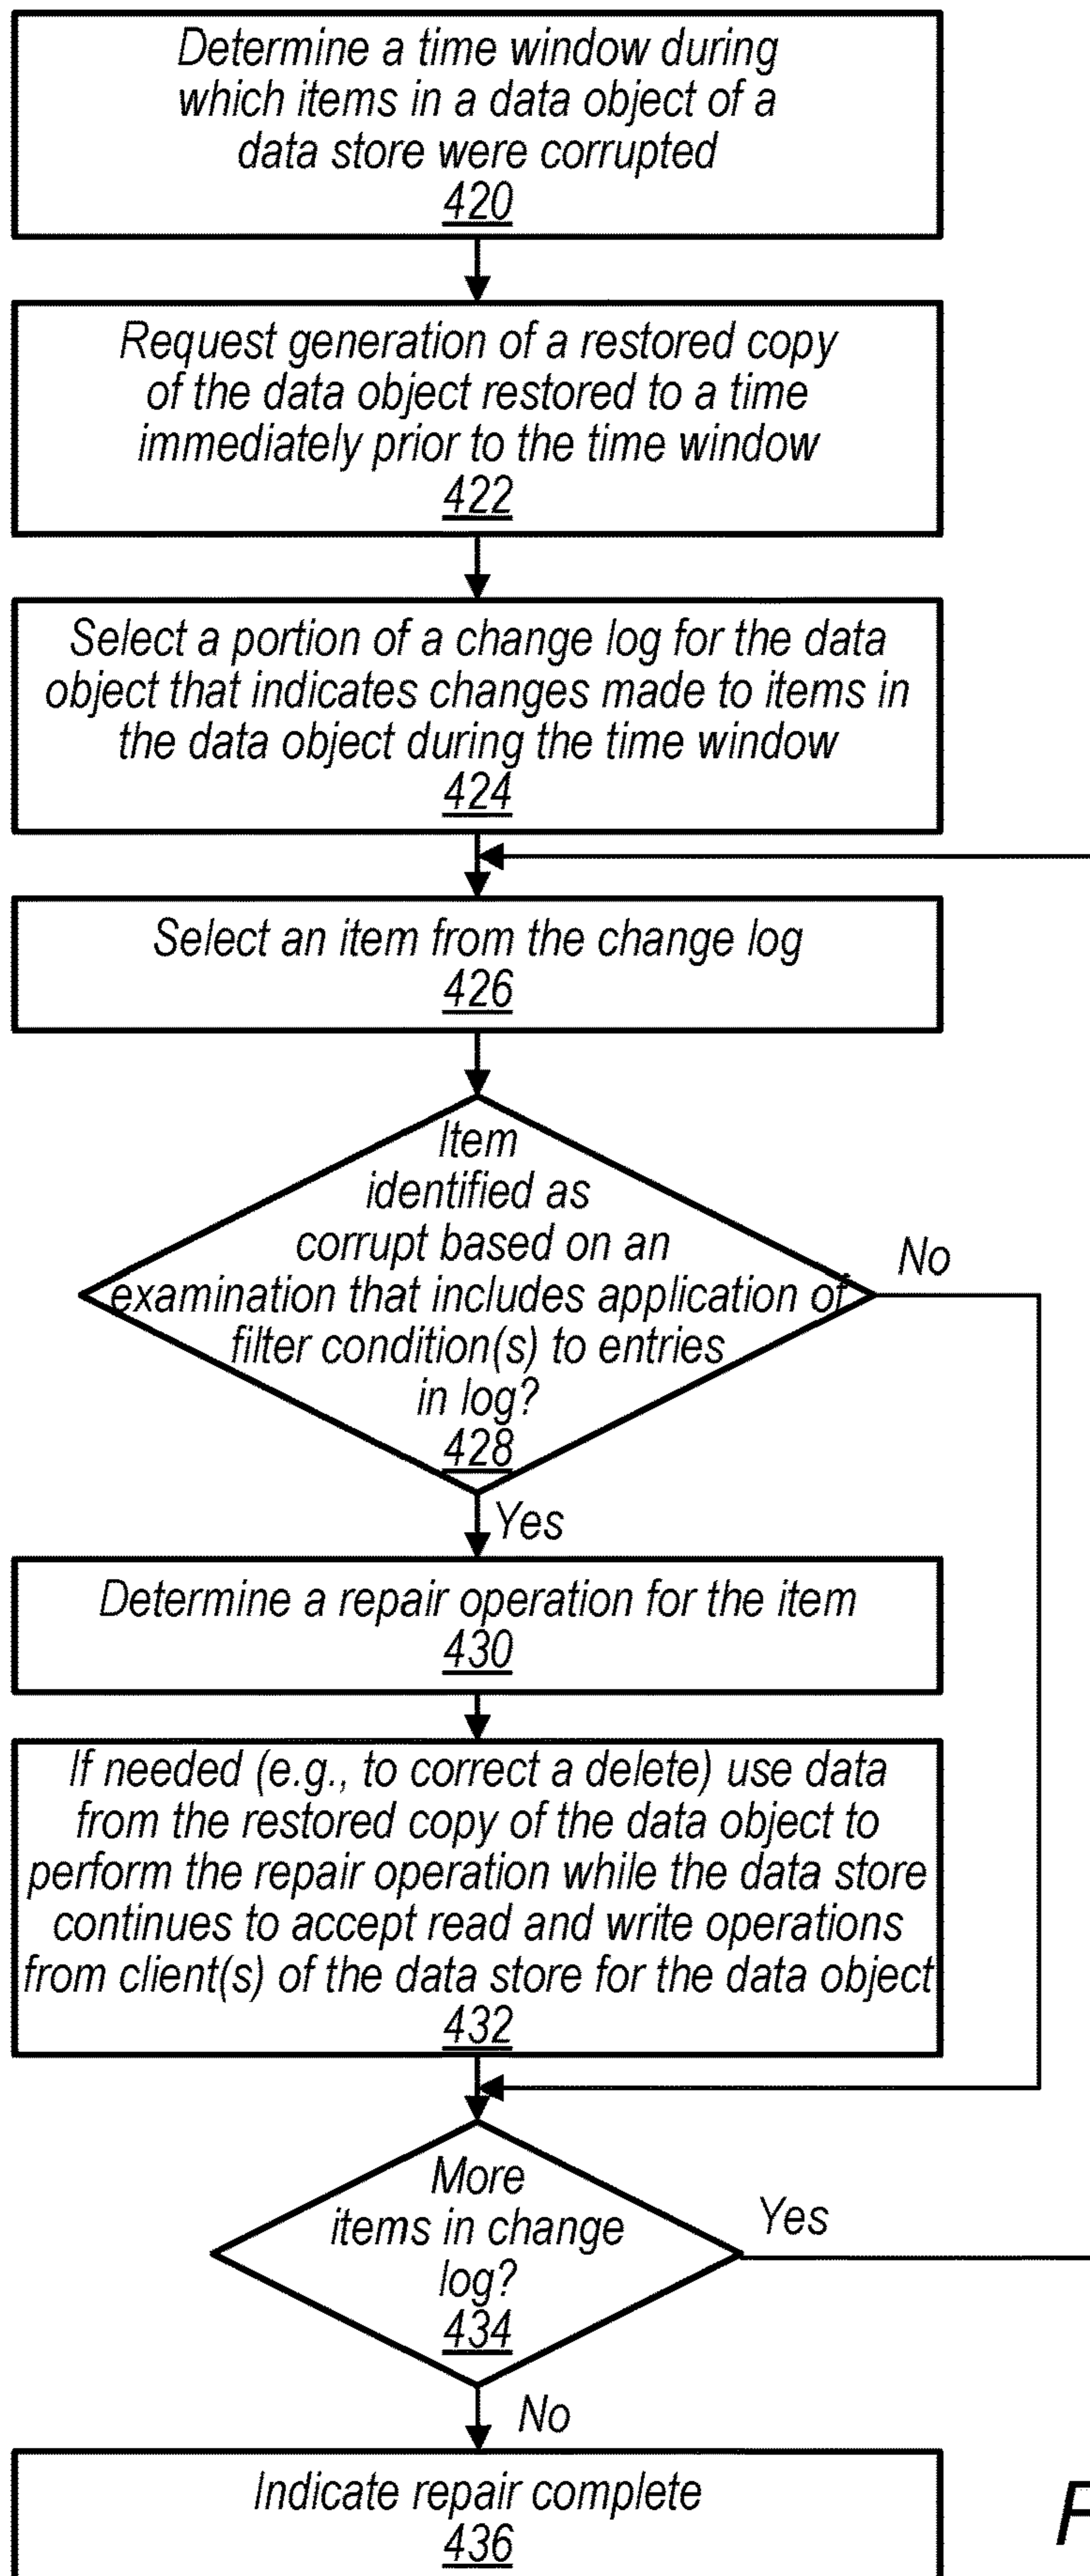 Determine a time window during
which items in a data object of a
data store were corrupted
420
Request generation of a restored copy
of the data object restored to a time
immediately prior to the time window
422
Select a portion of a change log for the data
object that indicates changes made to items in
the data object during the time window
424
Select an item from the change log
426
Item
identified as
corrupt based on an
examination that includes application of
filter condition(s) to entries
in log?
428
No
Yes
Determine a repair operation for the item
430
If needed (e.g., to correct a delete) use data
from the restored copy of the data object to
perform the repair operation while the data store
continues to accept read and write operations
from client(s) of the data store for the data object
432
More
items in change
log?
434
Yes
No
Indicate repair complete
436